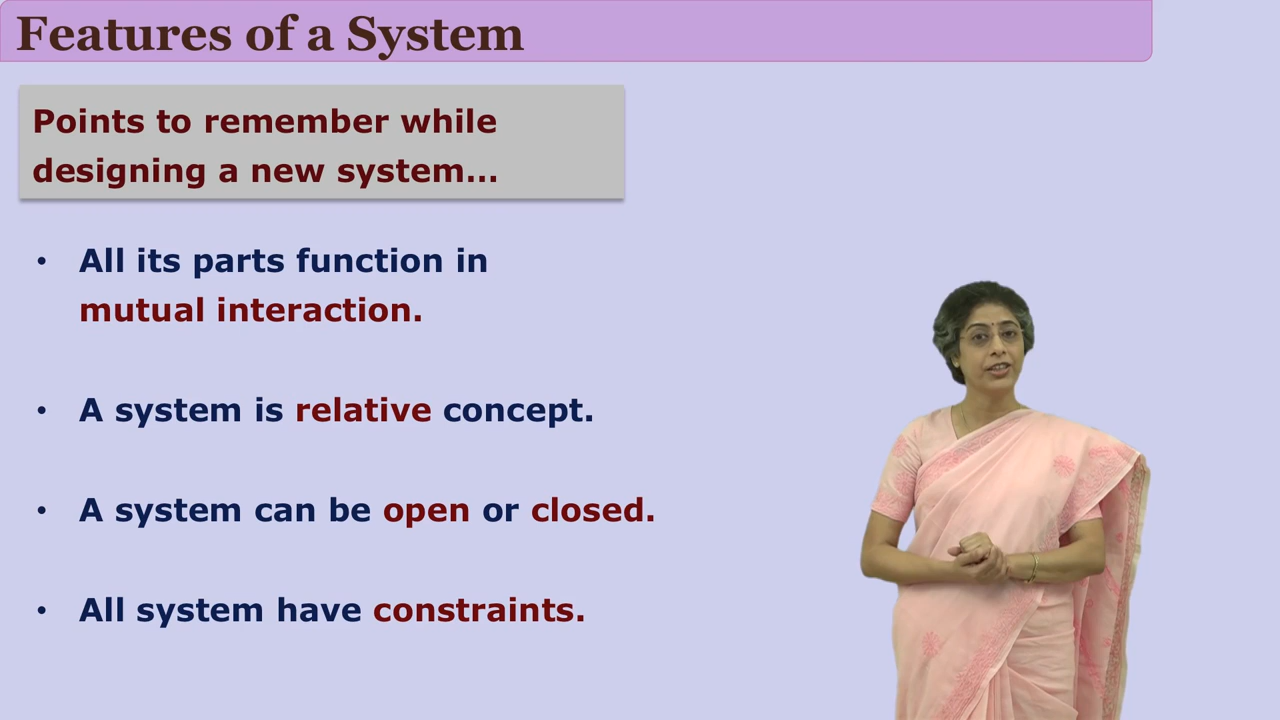 Features of a System
Points to remember while
designing a new system...
• All its parts function in
mutual interaction.
• A system is relative concept.
• A system can be open or closed.
• All system have constraints.